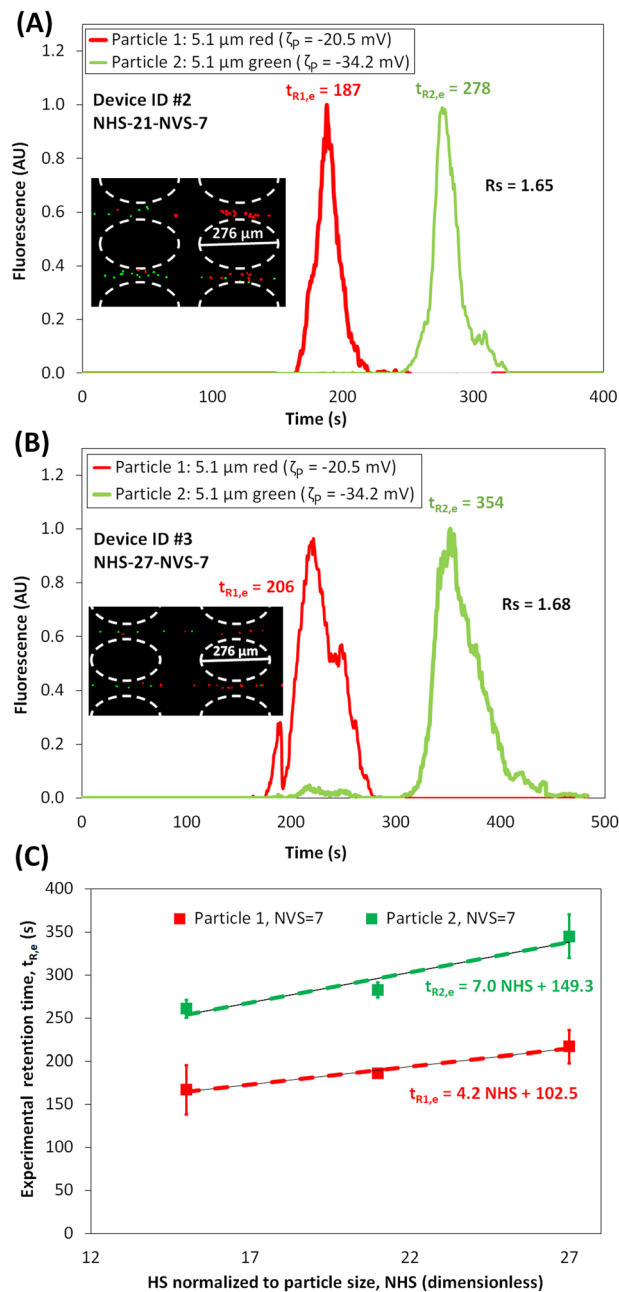 (A)
Particle 1: 5.1 µm red (ζP = -20.5 mV)
Particle 2: 5.1 µm green (ζP = -34.2 mV)
1.2
1.0
0.8
0.6
0.4
0.2
0.0
Fluorescence (AU)
tR1,e = 187
tR2,e = 278
Device ID #2
NHS-21-NVS-7
Rs = 1.65
276 µm
0
100
200
300
400
Time (s)
(B)
Particle 1: 5.1 µm red (ζP = -20.5 mV)
Particle 2: 5.1 µm green (ζP = -34.2 mV)
1.2
1.0
0.8
0.6
0.4
0.2
0.0
Fluorescence (AU)
tR2,e = 354
Device ID #3
NHS-27-NVS-7
tR1,e = 206
Rs = 1.68
276 µm
0
100
200
300
400
500
Time (s)
(C)
Particle 1, NVS=7
Particle 2, NVS=7
400
350
300
250
200
150
100
50
0
Experimental retention time, tR,e (s)
tR2,e = 7.0 NHS + 149.3
tR1,e = 4.2 NHS + 102.5
12
17
22
27
HS normalized to particle size, NHS (dimensionless)